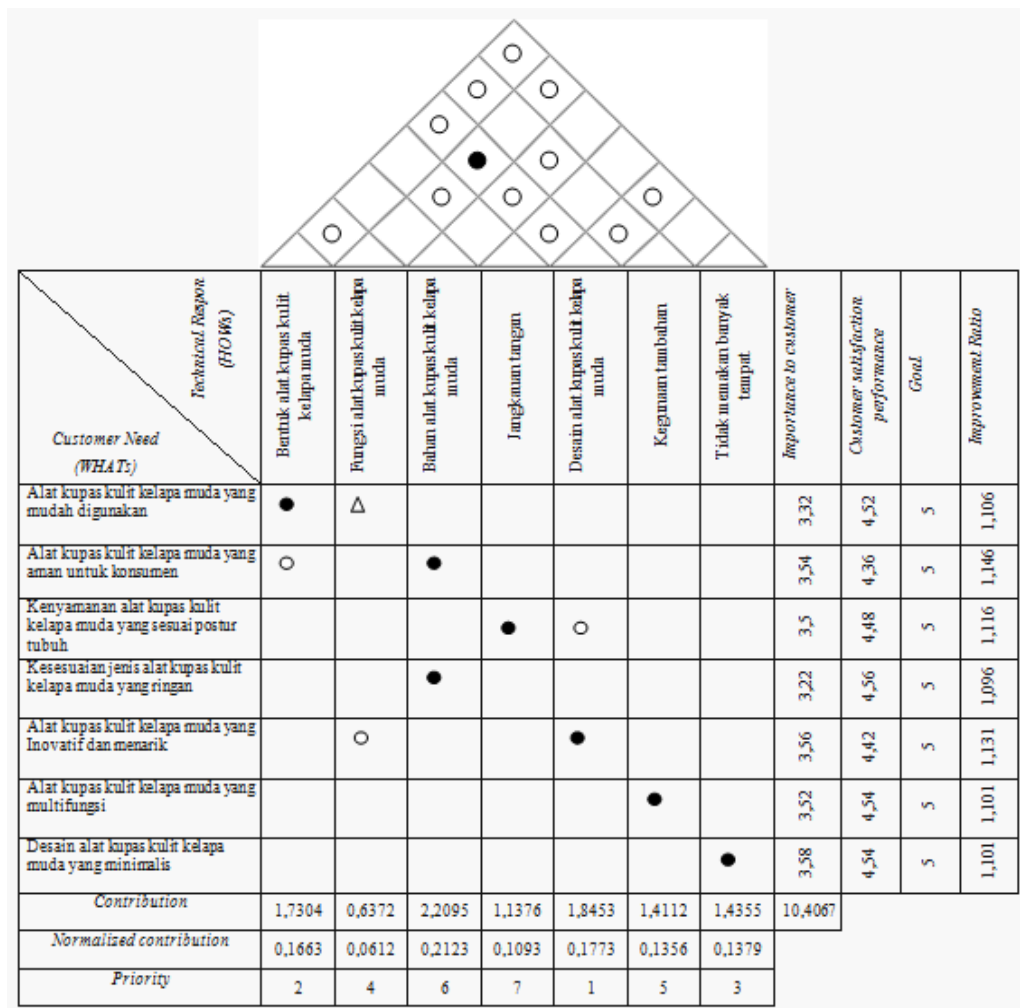 Technical Respon
(HOWs)
Customer Need
(WHATs)
Bentuk alat kupas kulit
kelapa muda
Fungsi alat kupas kulit kelapa
muda
Bahan alat kupas kulit kelapa
muda
Jangkauan tangan
Desain alat kupas kulit kelapa
muda
Kegunaan tambahan
Tidak memakan banyak
tempat
Importance to customer
Customer satisfaction
performance
Goal
Improvement Ratio
Alat kupas kulit kelapa muda yang
mudah digunakan
3,32 4,52 5 1,106
Alat kupas kulit kelapa muda yang
aman untuk konsumen
3,54 4,36 5 1,146
Kenyamanan alat kupas kulit
kelapa muda yang sesuai postur
tubuh
3,5 4,48 5 1,116
Kesesuaian jenis alat kupas kulit
kelapa muda yang ringan
3,22 4,56 5 1,096
Alat kupas kulit kelapa muda yang
Inovatif dan menarik
3,56 4,42 5 1,131
Alat kupas kulit kelapa muda yang
multifungsi
3,52 4,54 5 1,101
Desain alat kupas kulit kelapa
muda yang minimalis
3,58 4,54 5 1,101
Contribution 1,7304 0,6372 2,2095 1,1376 1,8453 1,4112 1,4355 10,4067
Normalized contribution 0,1663 0,0612 0,2123 0,1093 0,1773 0,1356 0,1379
Priority 2 4 6 7 1 5 3